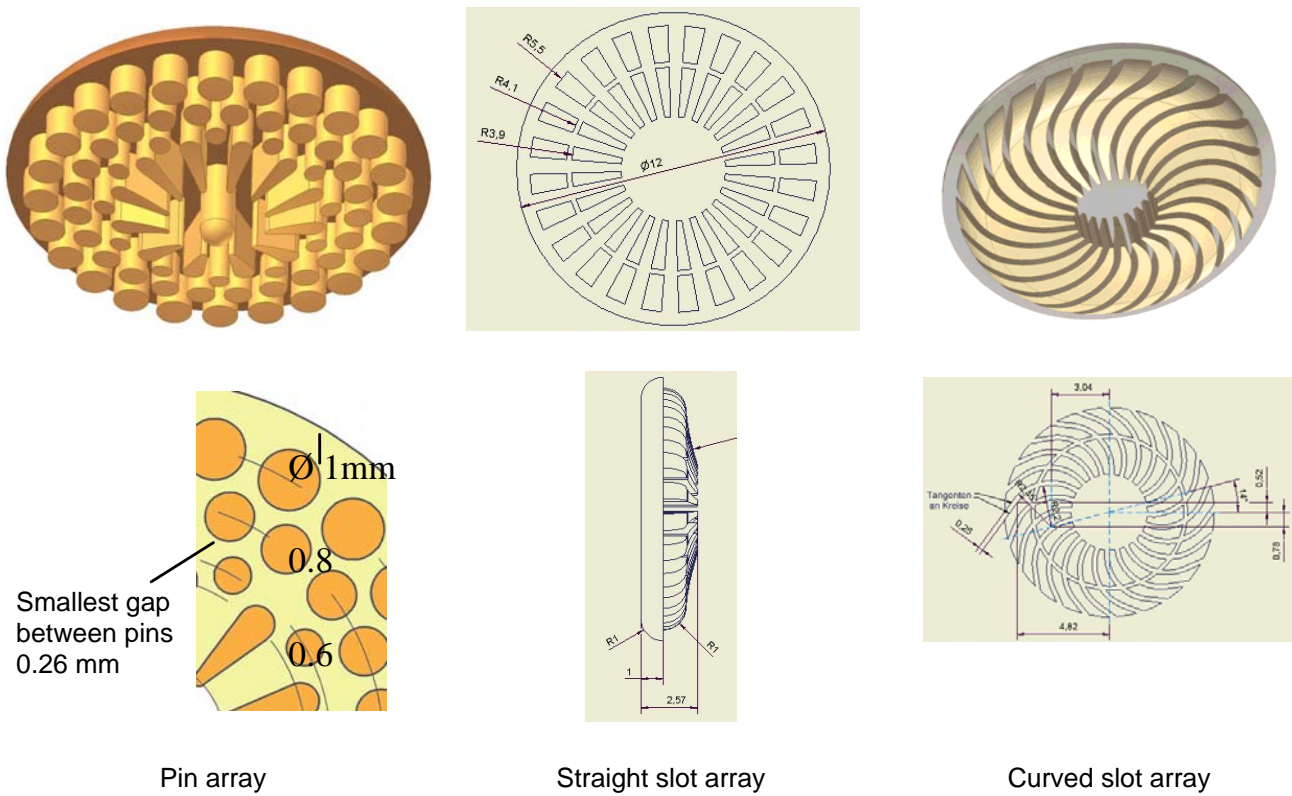 R5,5
R4,1
R3,9
Ø12
Ø 1mm
0.8
0.6
Smallest gap
between pins
0.26 mm
R1
R1
1
2,57
3,04
0,52
14°
0,78
Tangenten
an Kreise
0,25
4,82
Pin array
Straight slot array
Curved slot array